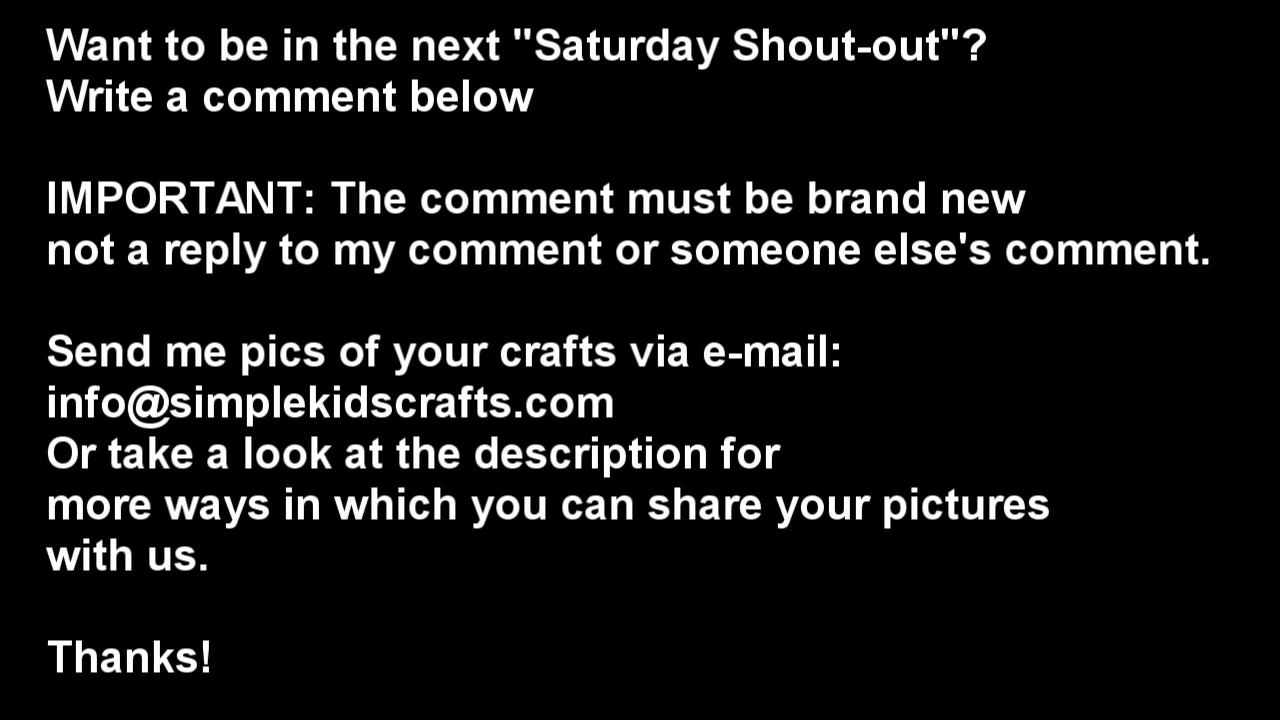 Want to be in the next "Saturday Shout-out"?
Write a comment below
IMPORTANT: The comment must be brand new
not a reply to my comment or someone else's comment.
Send me pics of your crafts via e-mail:
info@simplekidscrafts.com
Or take a look at the description for
more ways in which you can share your pictures
with us.
Thanks!